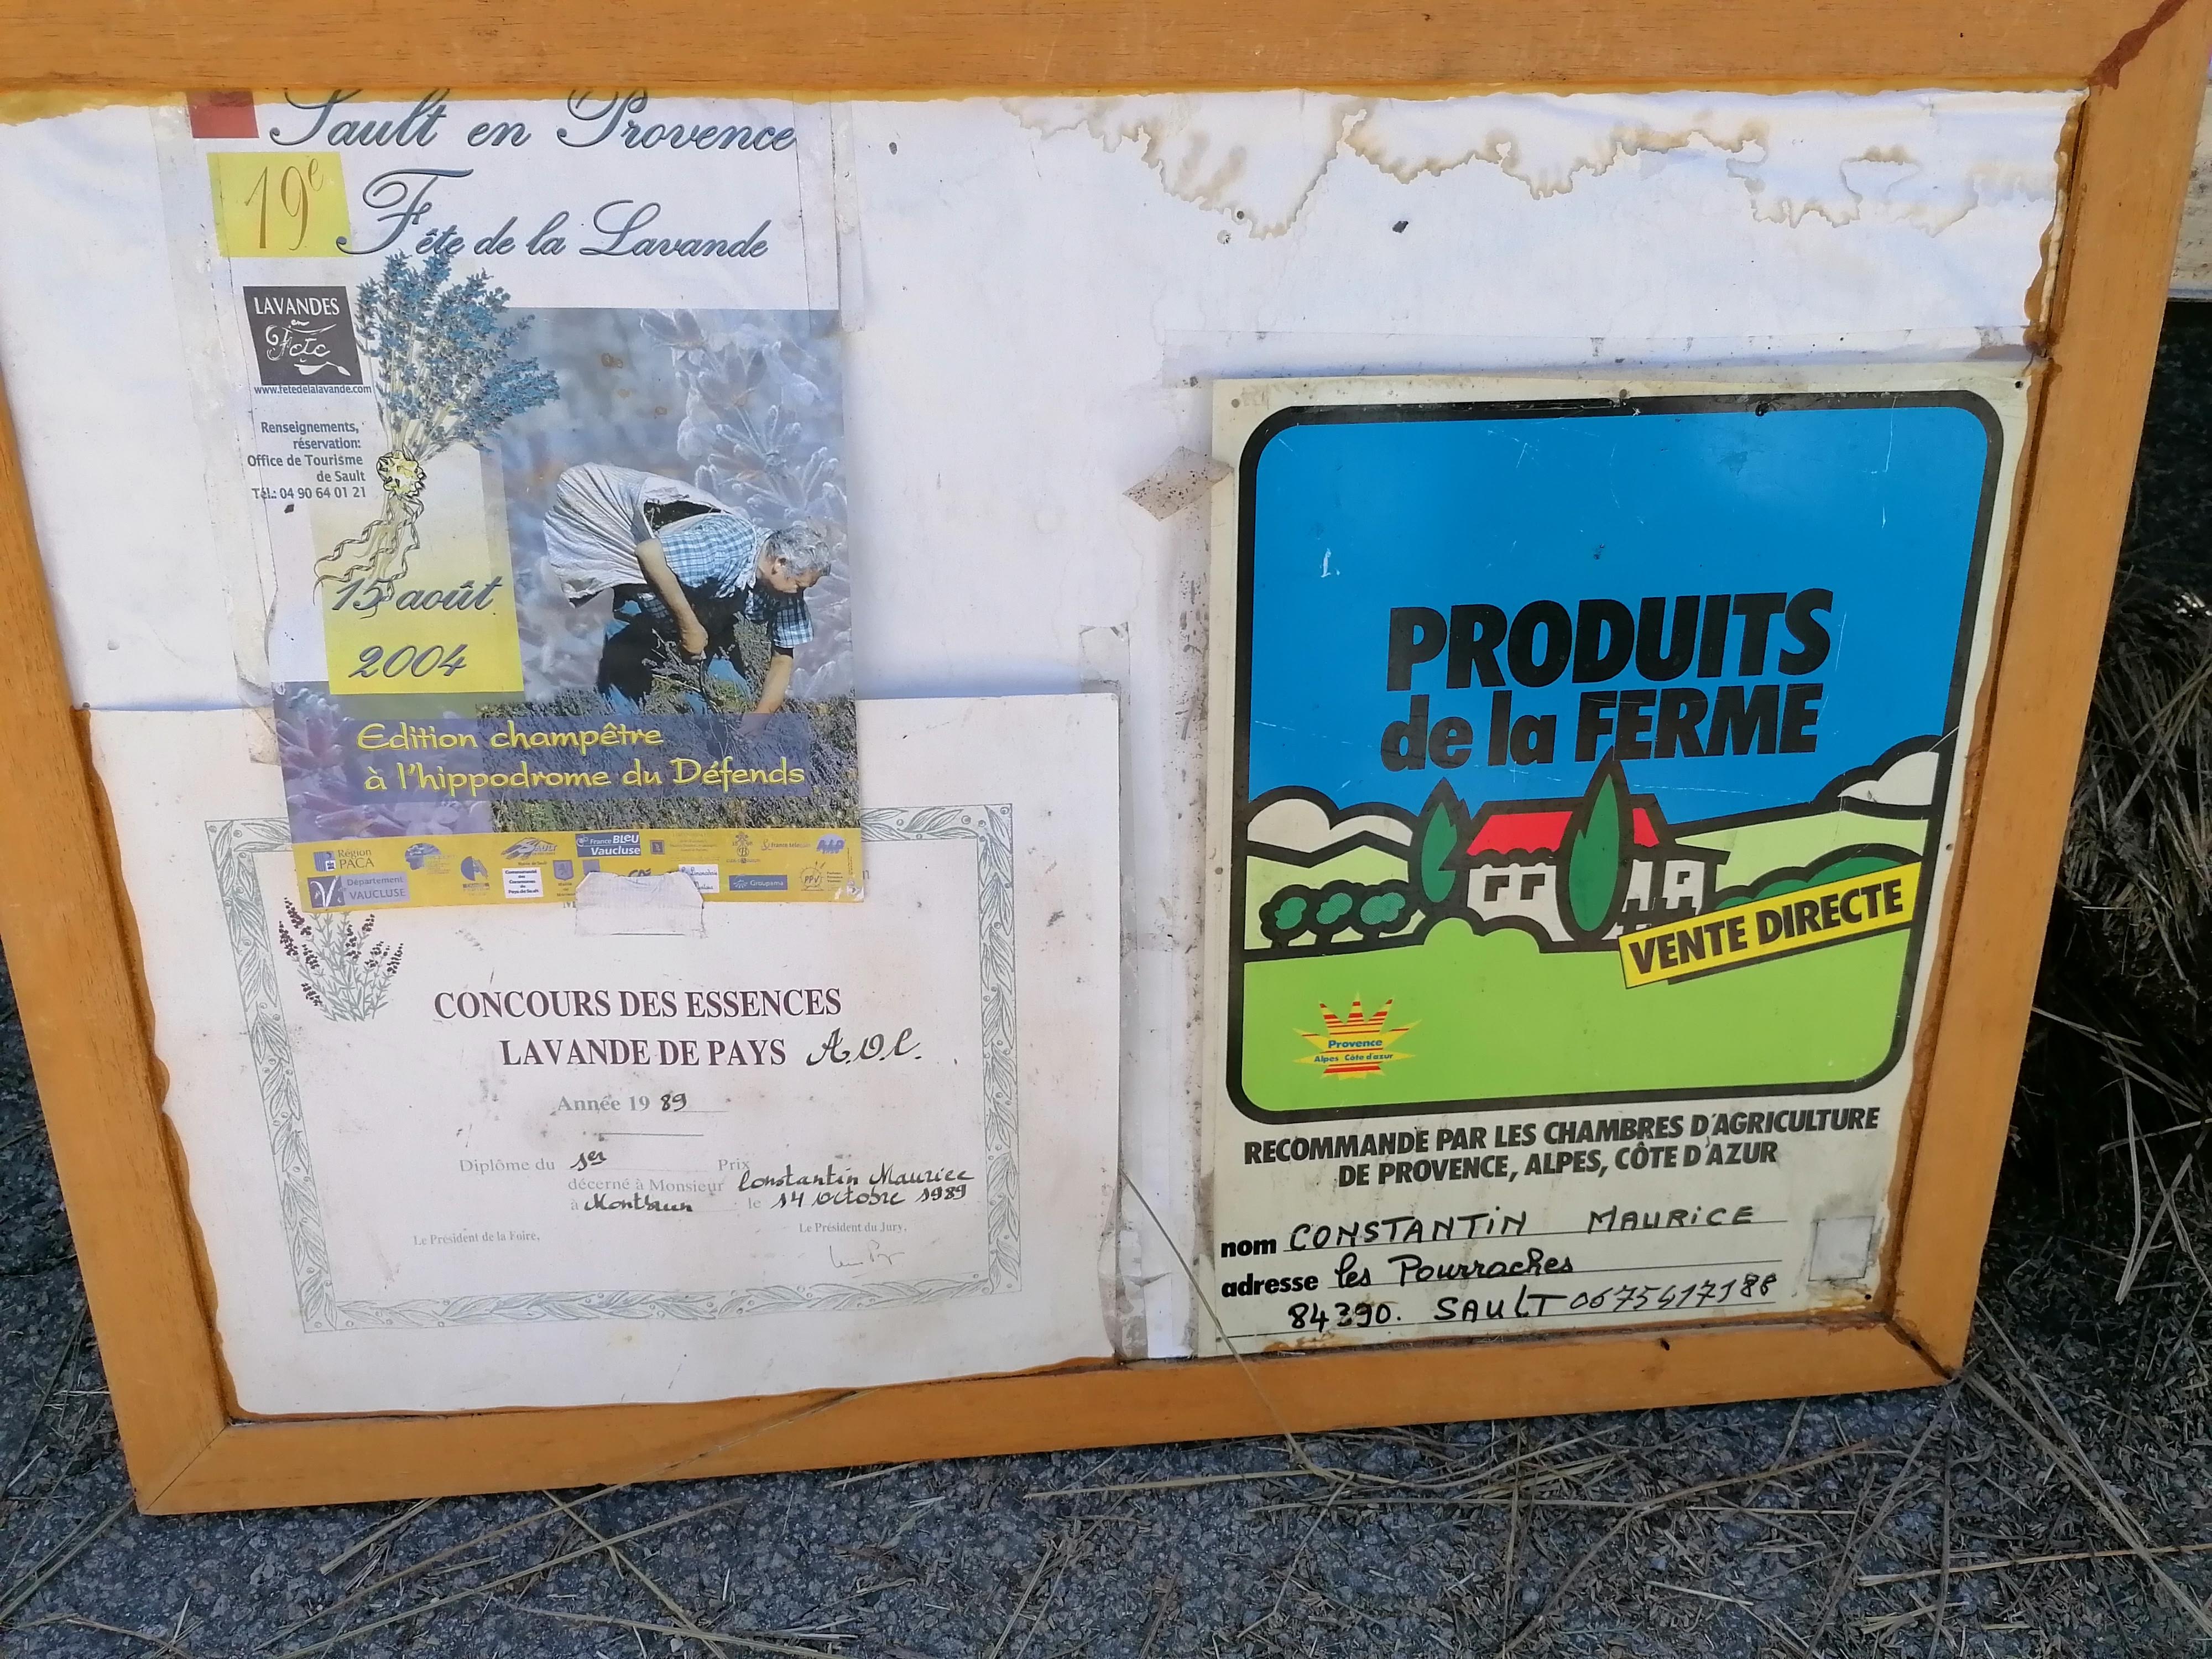 Sault en Provence
19e
Fête de la Lavande
LAVANDES
en
Fête
www.fetedelalavande.com
Renseignements,
réservation:
Office de Tourisme
de Sault
Tél.: 04 90 64 01 21
15 août
2004
Edition champêtre
à l'hippodrome du Défends
Région
PACA
Département
VAUCLUSE
France BLEU
Vaucluse
Groupama
CONCOURS DES ESSENCES
LAVANDE DE PAYS A.O.C.
Année 1989
Diplôme du 1er Prix
décerné à Monsieur Constantin Maurice
à Montbrun le 14 octobre 1989
Le Président de la Foire,
Le Président du Jury,
PRODUITS
de la FERME
VENTE DIRECTE
Provence
Alpes Côte d'azur
RECOMMANDE PAR LES CHAMBRES D'AGRICULTURE
DE PROVENCE, ALPES, CÔTE D'AZUR
nom CONSTANTIN MAURICE
adresse les Pourraches
84390. SAULT 0675417188